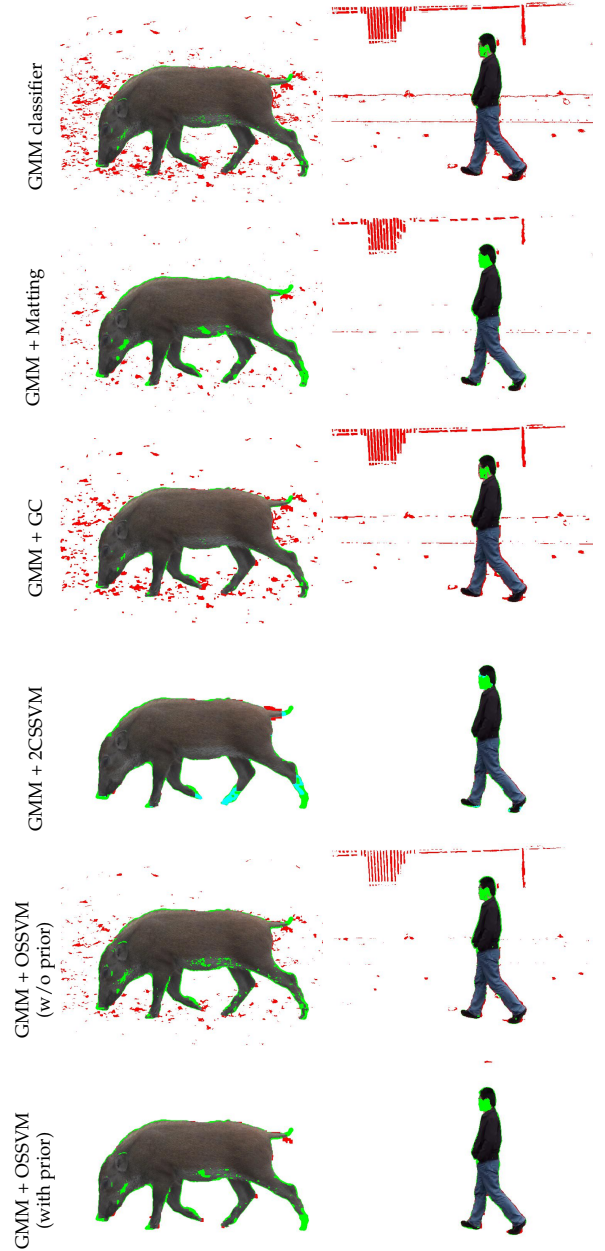 GMM classifier
GMM + Matting
GMM + GC
GMM + 2CSSVM
GMM + OSSVM
(w/o prior)
GMM + OSSVM
(with prior)